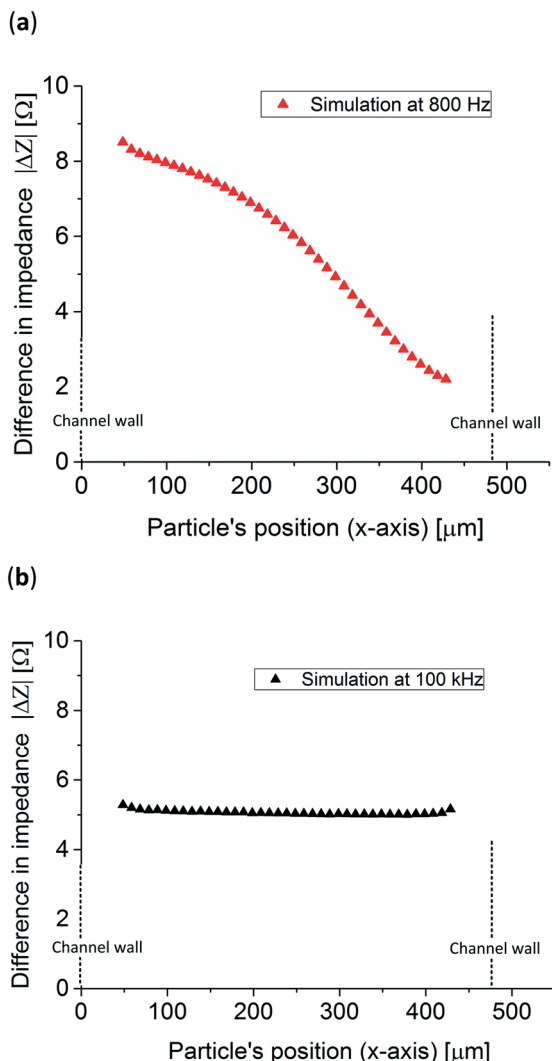 (a)
Difference in impedance |ΔZ| [Ω]
10
8
6
4
2
0
▲ Simulation at 800 Hz
Channel wall
Channel wall
0 100 200 300 400 500
Particle's position (x-axis) [μm]
(b)
Difference in impedance |ΔZ| [Ω]
10
8
6
4
2
0
▲ Simulation at 100 kHz
Channel wall
Channel wall
0 100 200 300 400 500
Particle's position (x-axis) [μm]